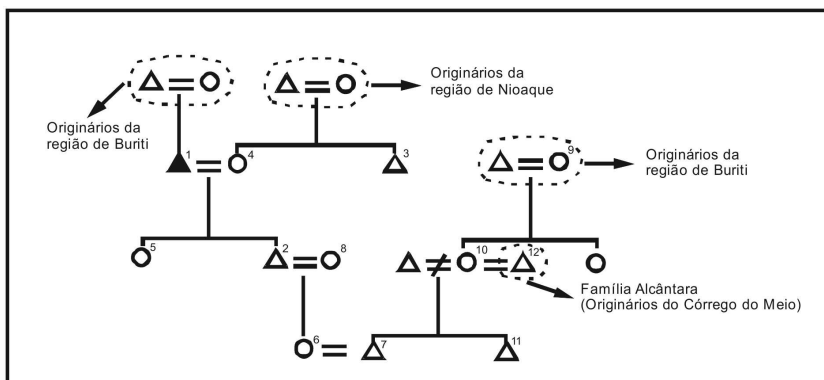 Originários da
região de Nioaque
Originários da
região de Buriti
1
4
3
9
Originários da
região de Buriti
5
2
8
10
12
Família Alcântara
(Originários do Córrego do Meio)
6
7
11